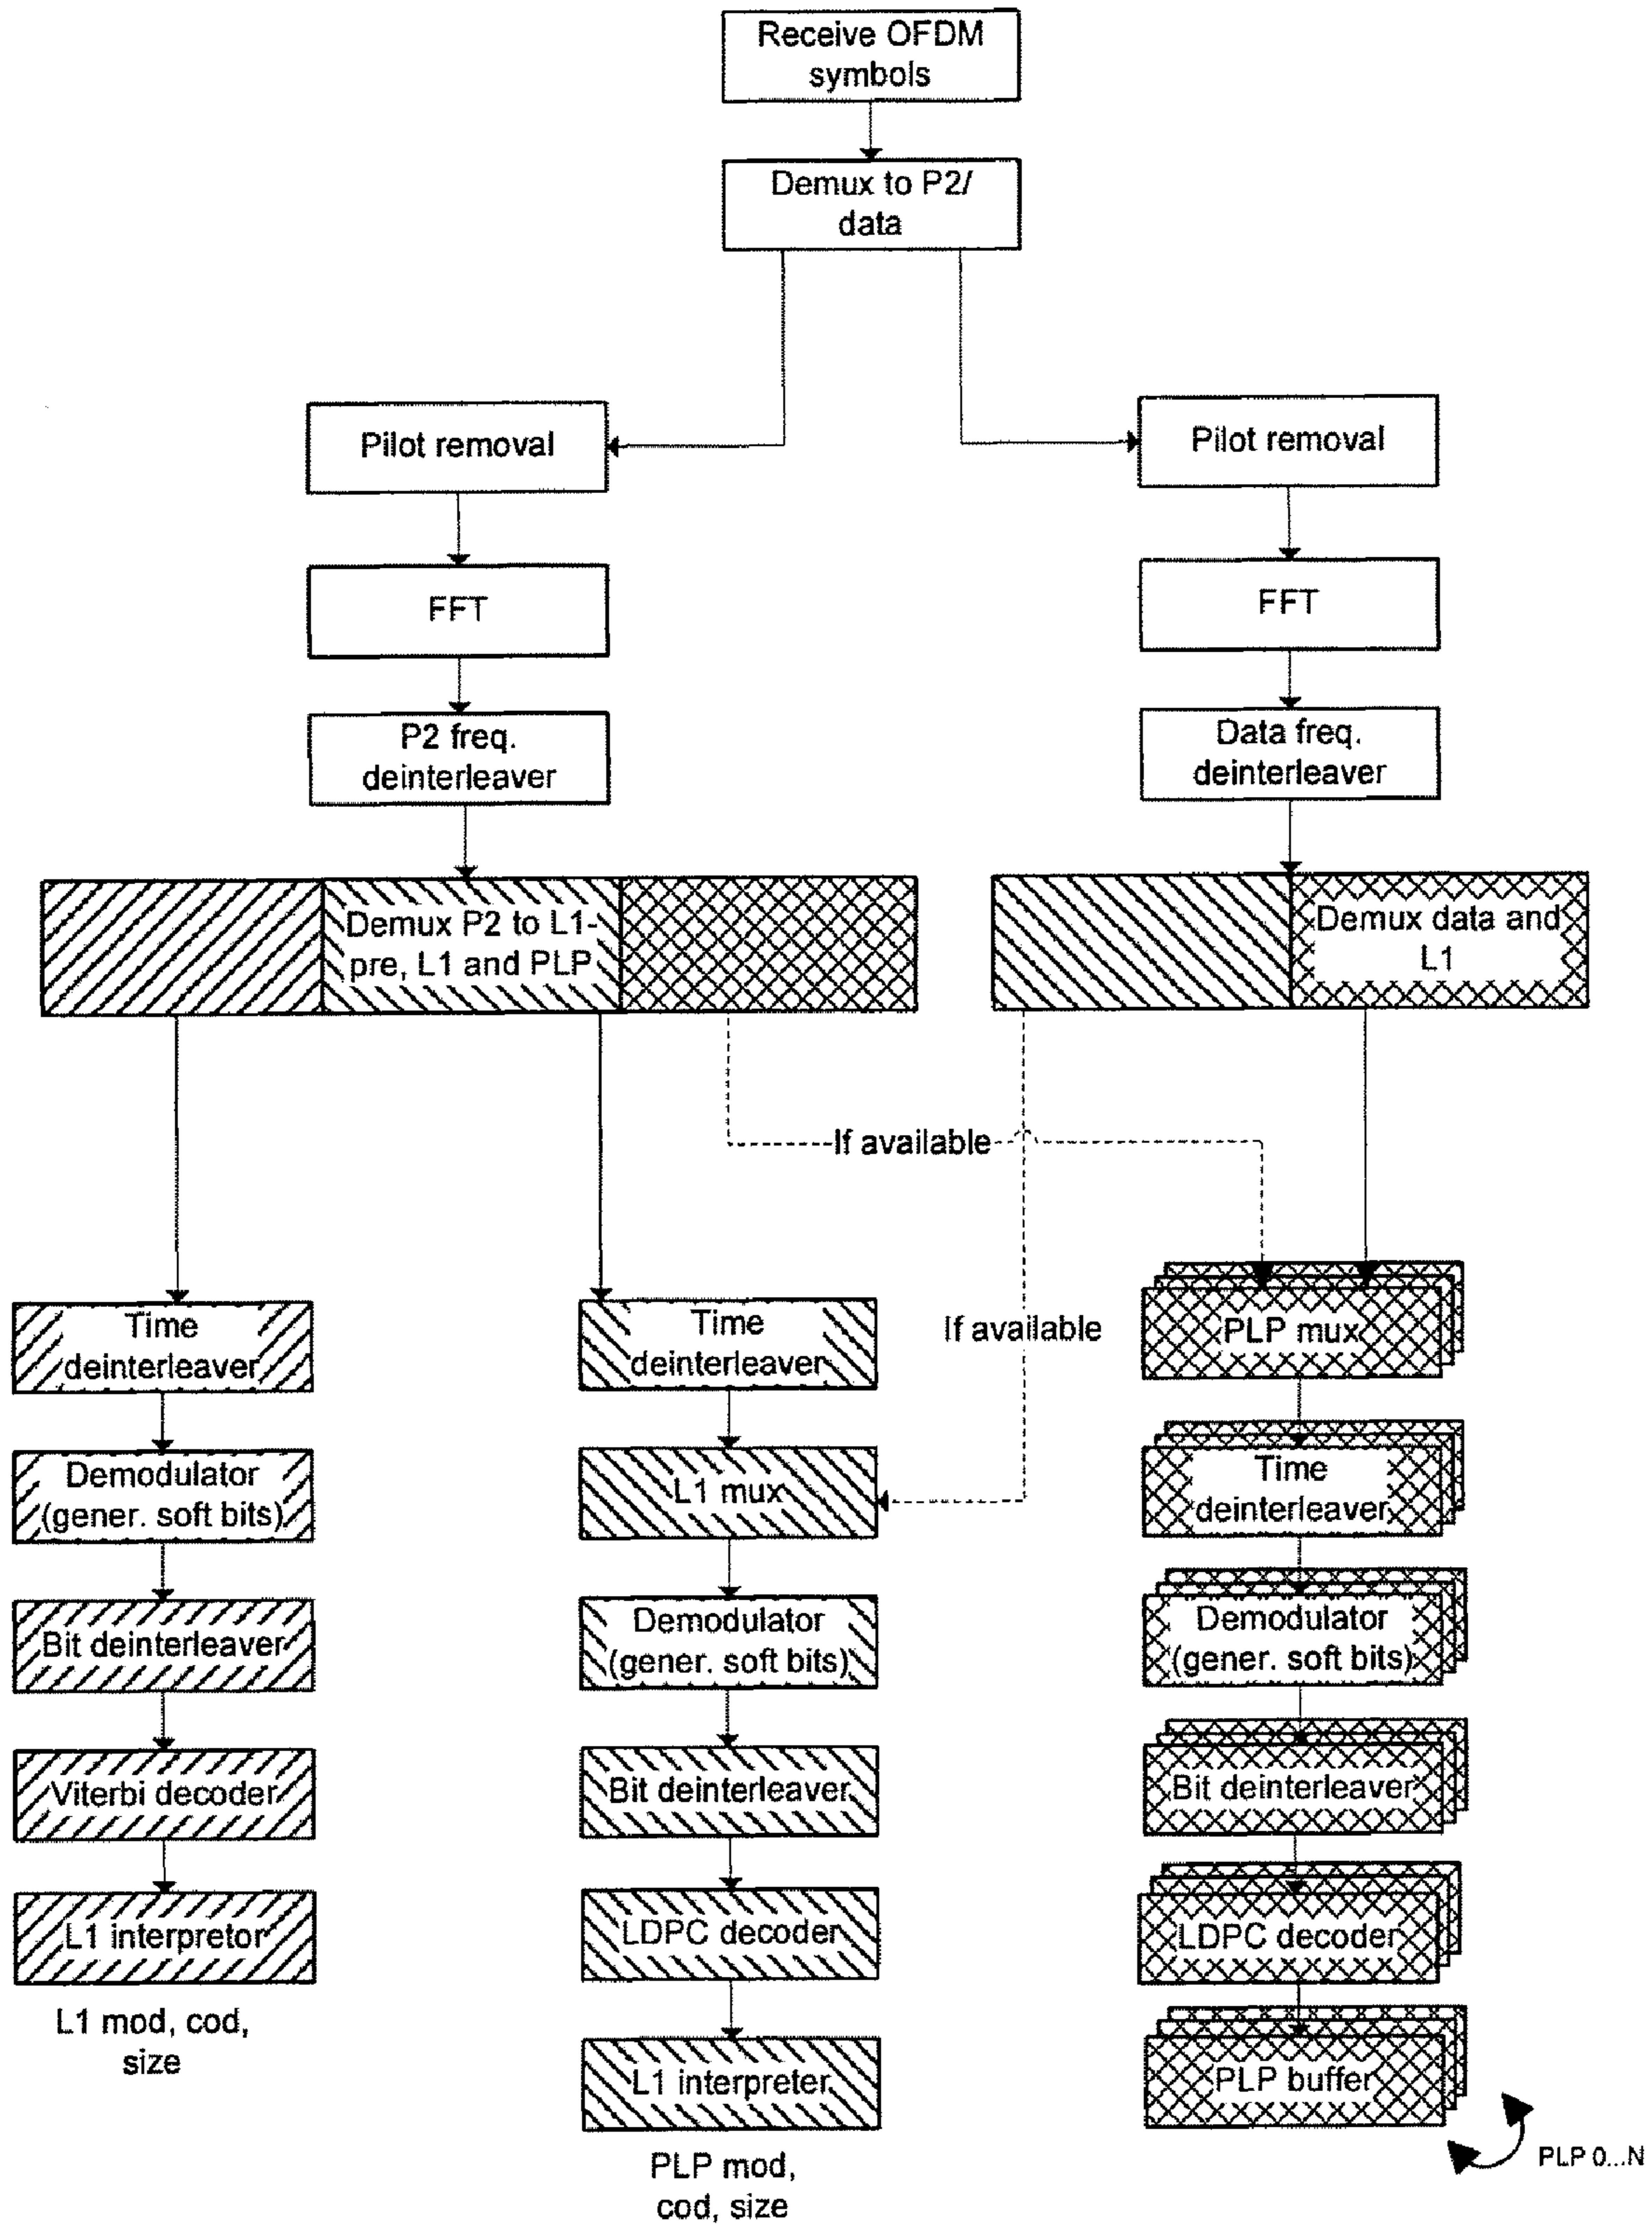 Receive OFDM
symbols
Demux to P2/
data
Pilot removal
Pilot removal
FFT
FFT
P2 freq.
deinterleaver
Data freq.
deinterleaver
Demux P2 to L1-
pre, L1 and PLP
Demux data and
L1
If available
If available
Time
deinterleaver
Demodulator
(gener. soft bits)
Bit deinterleaver
Viterbi decoder
L1 interpretor
L1 mod, cod,
size
Time
deinterleaver
L1 mux
Demodulator
(gener. soft bits)
Bit deinterleaver
LDPC decoder
L1 interpreter
PLP mod,
cod, size
PLP mux
Time
deinterleaver
Demodulator
(gener. soft bits)
Bit deinterleaver
LDPC decoder
PLP buffer
PLP 0...N